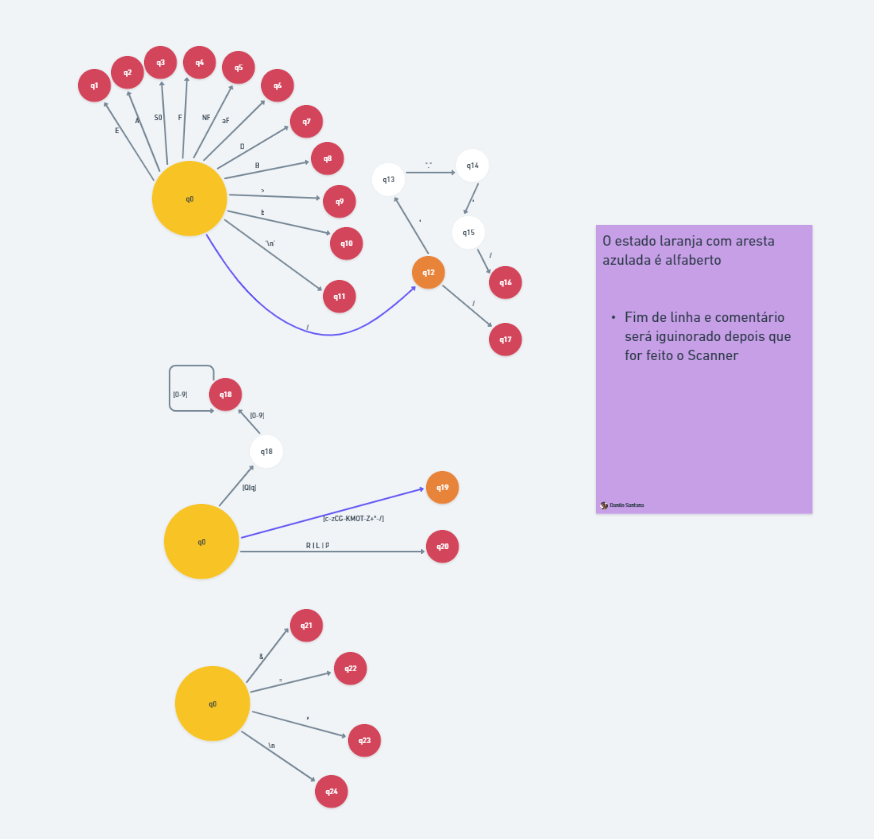 q1
q2
q3
q4
q5
q6
q7
q8
q9
q10
q11
E
A
SO
F
NF
aF
B
>
/
q0
q13
q14
q15
q12
q16
/
/
q17
O estado laranja com aresta
azulada é alfaberto
• Fim de linha e comentário
será iguinorado depois que
for feito o Scanner
Danilo Santana
[0-9]
q18
[0-9]
q18
[Q|q]
q0
q19
[c-zCG-KMOT-Z+*-/]
R | L | P
q20
q0
q21
&
q22
=
q23
\n
q24